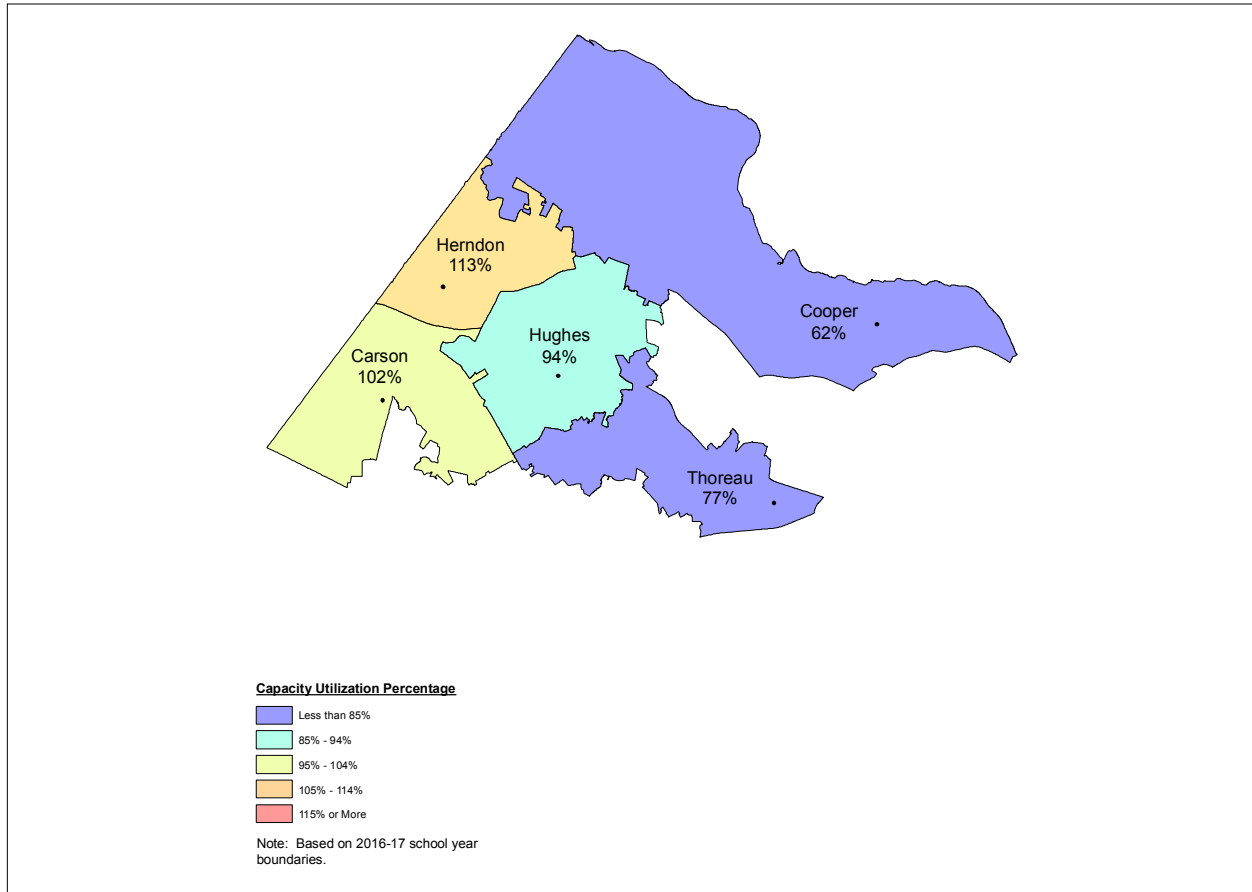 Herndon
113%
Cooper
62%
Hughes
94%
Carson
102%
Thoreau
77%
Capacity Utilization Percentage
Less than 85%
85% - 94%
95% - 104%
105% - 114%
115% or More
Note:  Based on 2016-17 school year
boundaries.